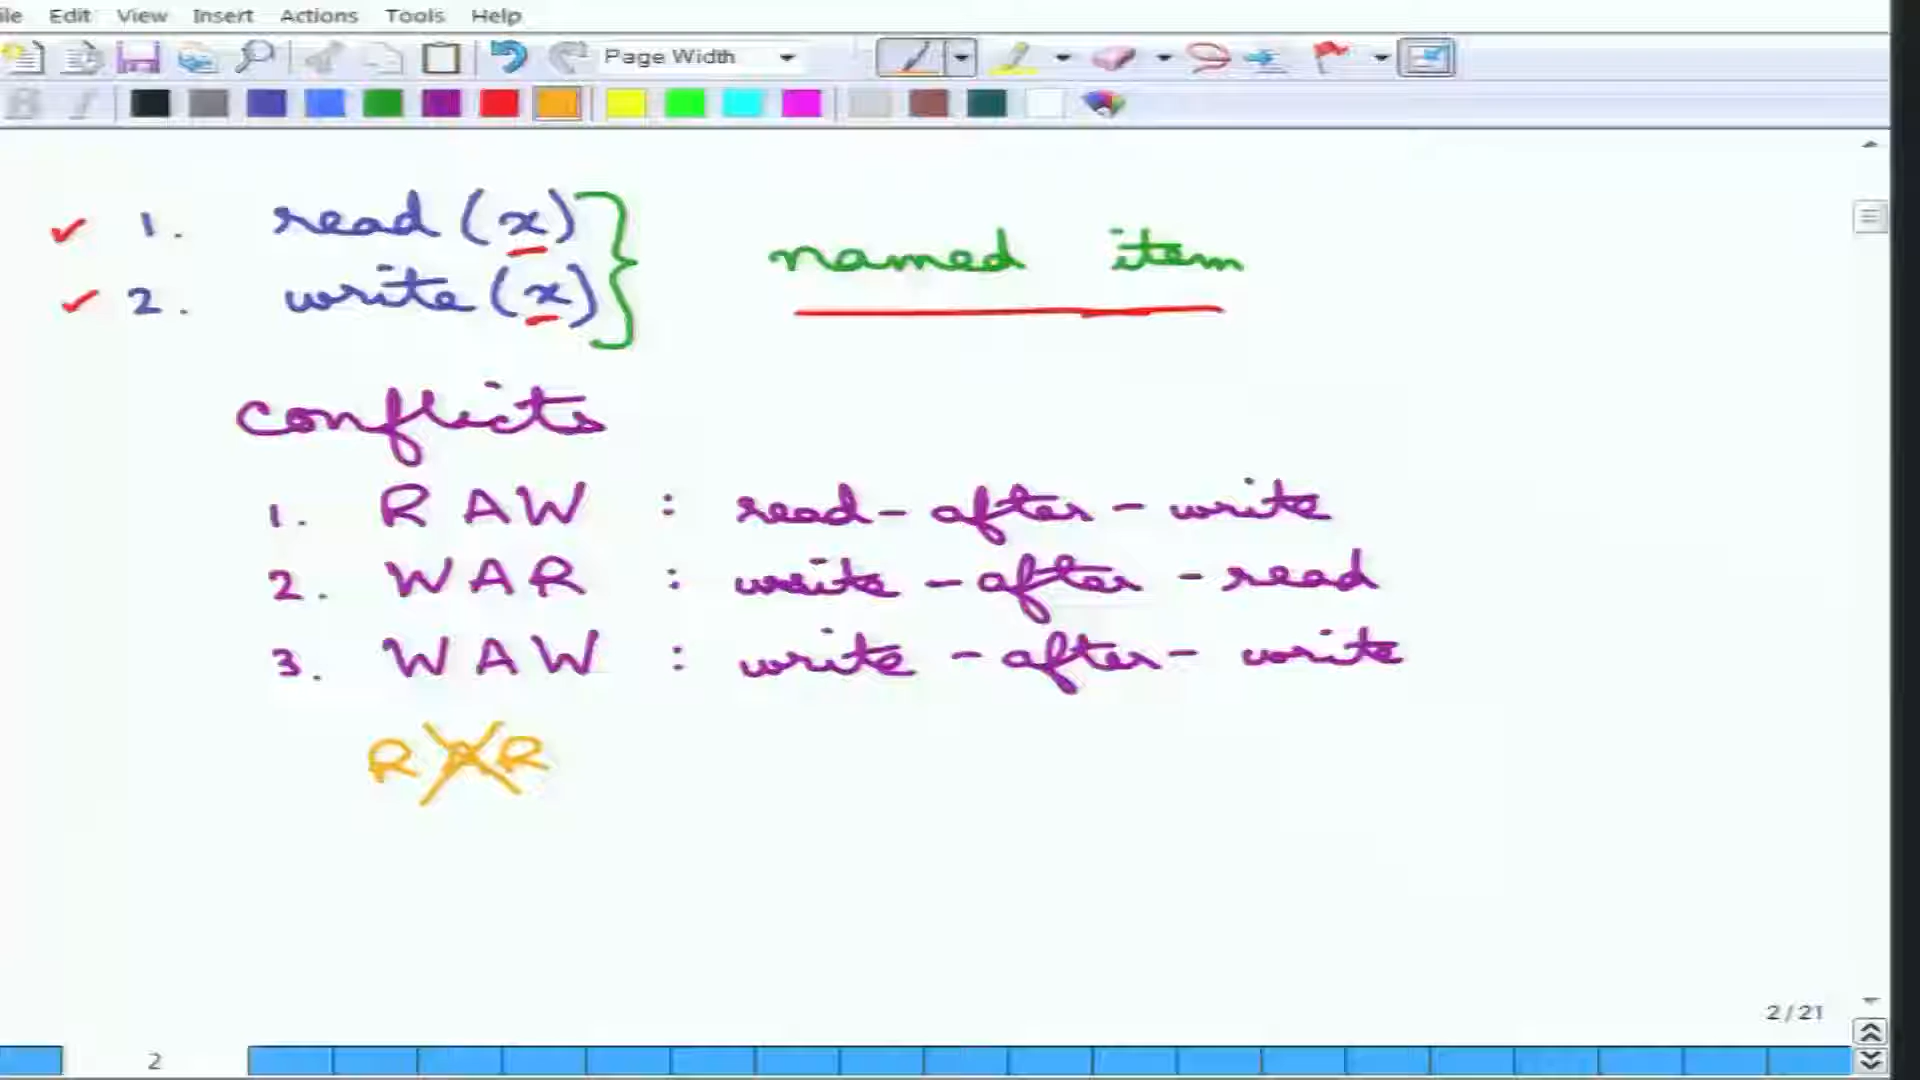 ile Edit View Insert Actions Tools Help
Page Width
B I
1. read (x)
2. write (x)
named item
conflicts
1. RAW : read-after-write
2. WAR : write-after-read
3. WAW : write-after-write
RAR
2 / 21
2